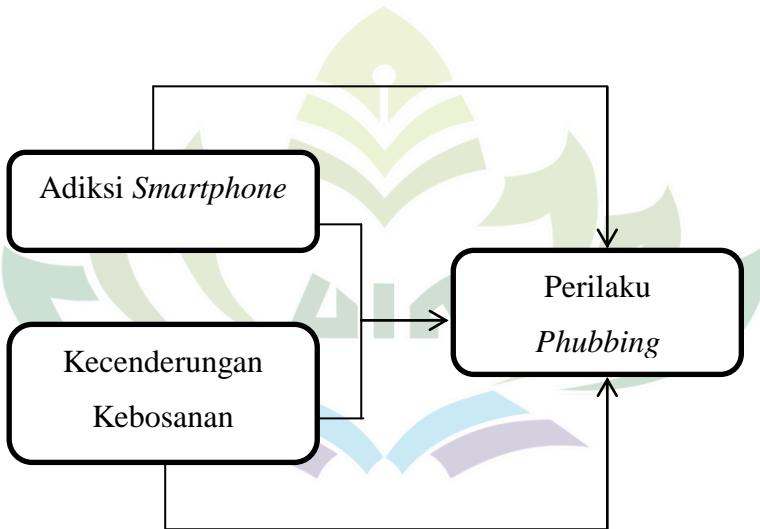 Adiksi Smartphone
Kecenderungan
Kebosanan
Perilaku
Phubbing